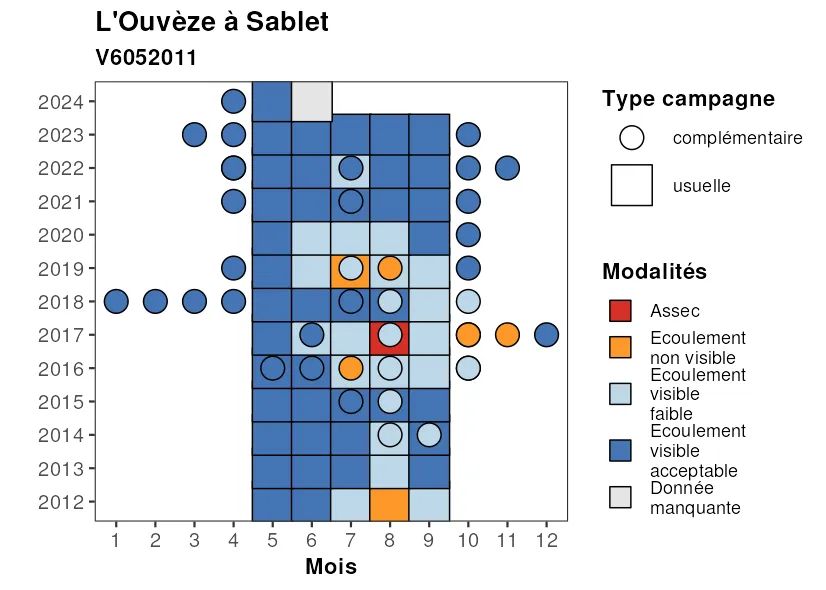 L'Ouvèze à Sablet
V6052011
2024
2023
2022
2021
2020
2019
2018
2017
2016
2015
2014
2013
2012
1 2 3 4 5 6 7 8 9 10 11 12
Mois
Type campagne
complémentaire
usuelle
Modalités
Assec
Ecoulement
non visible
Ecoulement
visible
faible
Ecoulement
visible
acceptable
Donnée
manquante